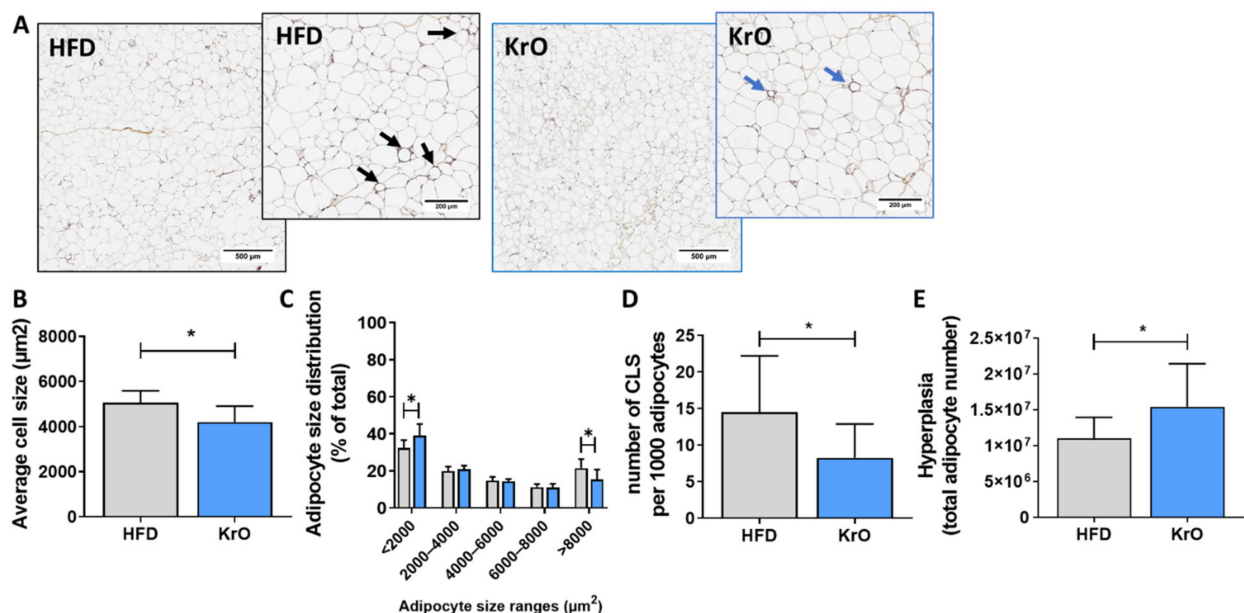 A
HFD
HFD
KrO
KrO
500 µm
200 µm
500 µm
200 µm
B
Average cell size (µm2)
8000
6000
4000
2000
0
*
HFD
KrO
C
Adipocyte size distribution
(% of total)
100
80
60
40
20
0
*
*
<2000
2000–4000
4000–6000
6000–8000
>8000
Adipocyte size ranges (µm²)
D
number of CLS
per 1000 adipocytes
25
20
15
10
5
0
*
HFD
KrO
E
Hyperplasia
(total adipocyte number)
2.5×10⁷
2×10⁷
1.5×10⁷
1×10⁷
5×10⁶
0
*
HFD
KrO